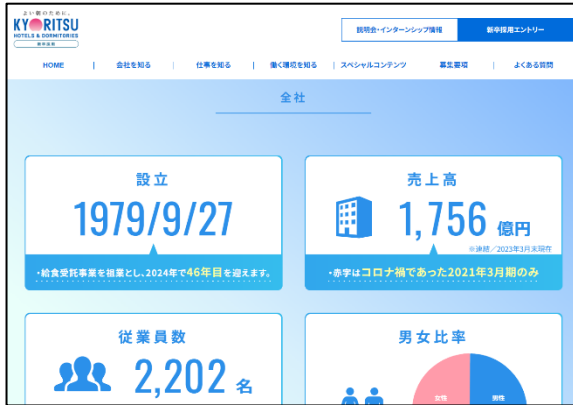 よい朝のために。
KYORITSU
HOTELS & DORMITORIES
新卒採用
説明会・インターンシップ情報
新卒採用エントリー
HOME | 会社を知る | 仕事を知る | 働く環境を知る | スペシャルコンテンツ 募集要項 | よくある質問
全社
設立
1979/9/27
・給食受託事業を祖業とし、2024年で46年目を迎えます。
売上高
1,756 億円
※連結／2023年3月末現在
・赤字はコロナ禍であった2021年3月期のみ
従業員数
2,202 名
男女比率
女性
男性